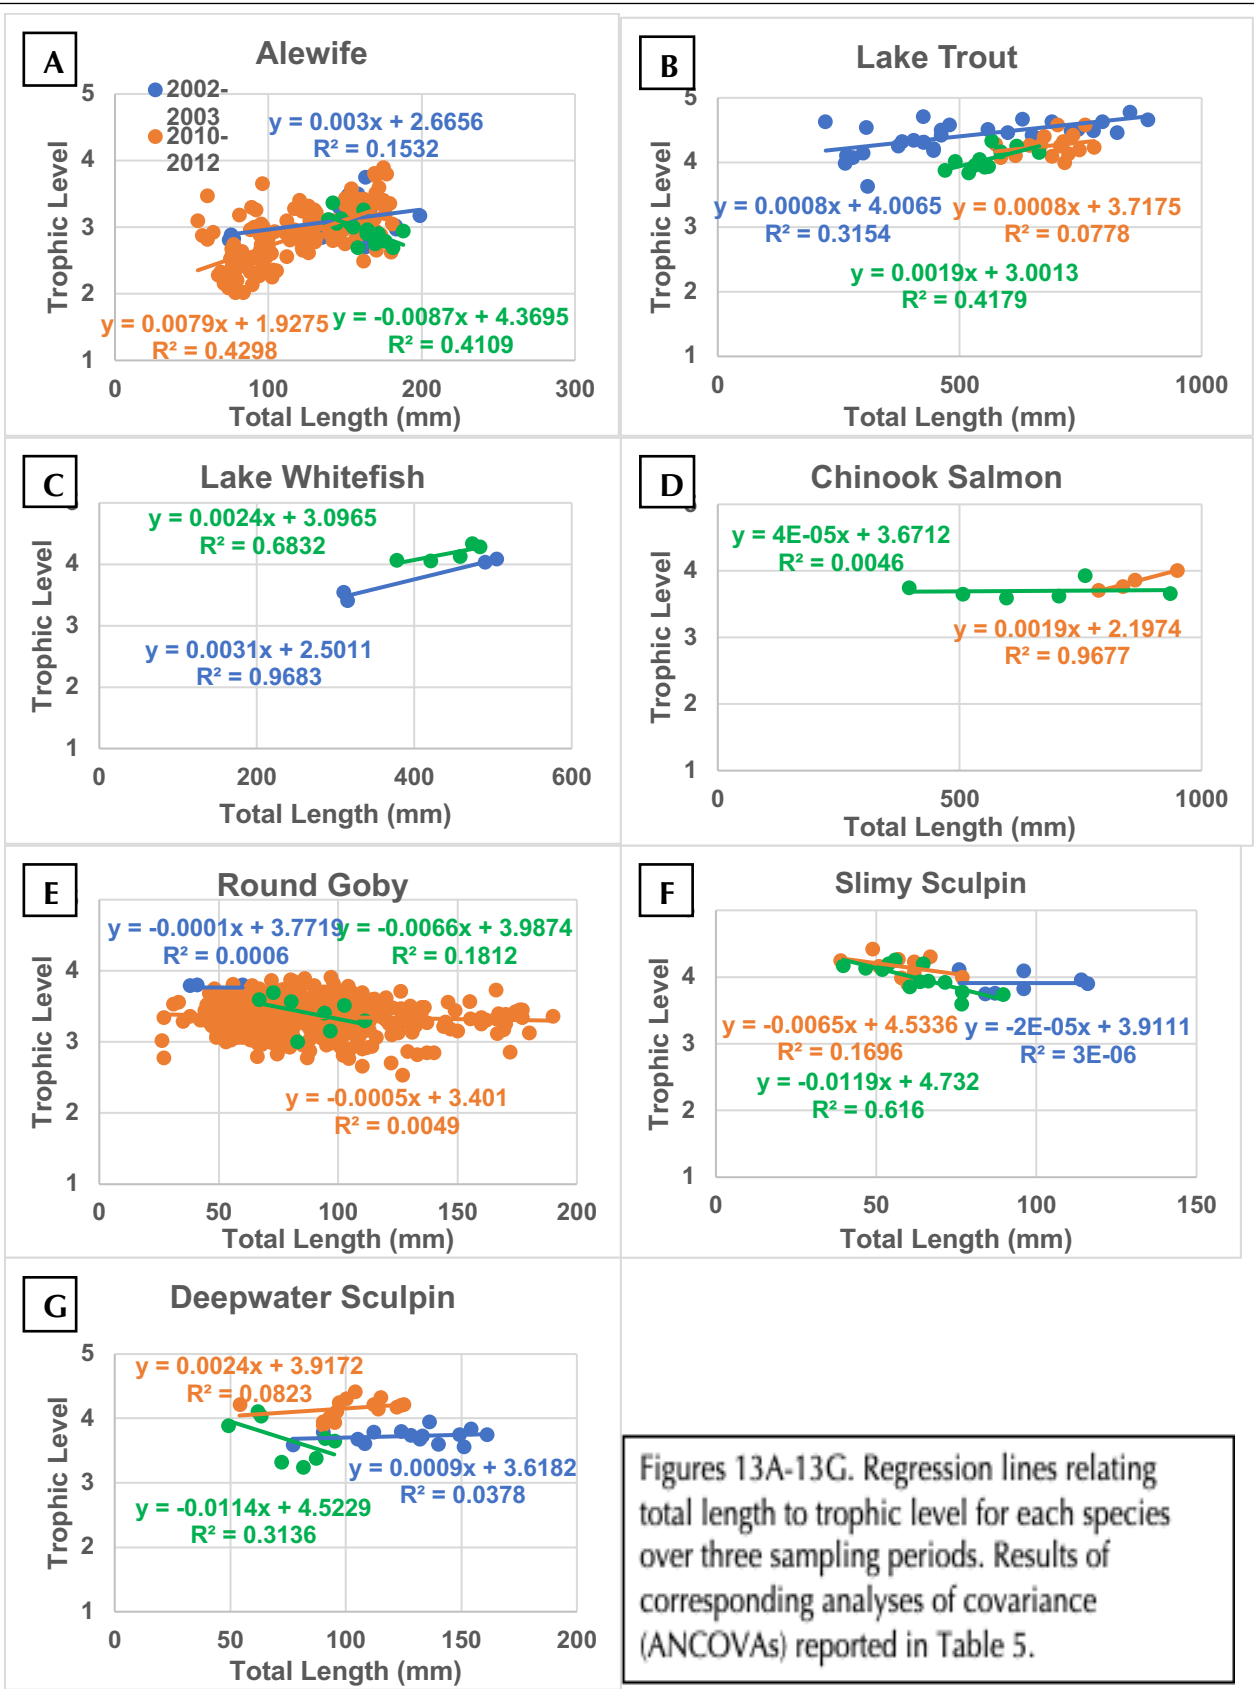 A
Alewife
2002-
2003
2010-
2012
y = 0.003x + 2.6656
R² = 0.1532
y = 0.0079x + 1.9275
R² = 0.4298
y = -0.0087x + 4.3695
R² = 0.4109
Trophic Level
5
4
3
2
1
0 100 200 300
Total Length (mm)
B
Lake Trout
y = 0.0008x + 4.0065
R² = 0.3154
y = 0.0008x + 3.7175
R² = 0.0778
y = 0.0019x + 3.0013
R² = 0.4179
Trophic Level
5
4
3
2
1
0 500 1000
Total Length (mm)
C
Lake Whitefish
y = 0.0024x + 3.0965
R² = 0.6832
y = 0.0031x + 2.5011
R² = 0.9683
Trophic Level
5
4
3
2
1
0 200 400 600
Total Length (mm)
D
Chinook Salmon
y = 4E-05x + 3.6712
R² = 0.0046
y = 0.0019x + 2.1974
R² = 0.9677
Trophic Level
5
4
3
2
1
0 500 1000
Total Length (mm)
E
Round Goby
y = -0.0001x + 3.7719
R² = 0.0006
y = -0.0066x + 3.9874
R² = 0.1812
y = -0.0005x + 3.401
R² = 0.0049
Trophic Level
4
3
2
1
0 50 100 150 200
Total Length (mm)
F
Slimy Sculpin
y = -0.0065x + 4.5336
R² = 0.1696
y = -2E-05x + 3.9111
R² = 3E-06
y = -0.0119x + 4.732
R² = 0.616
Trophic Level
4
3
2
1
0 50 100 150
Total Length (mm)
G
Deepwater Sculpin
y = 0.0024x + 3.9172
R² = 0.0823
y = 0.0009x + 3.6182
R² = 0.0378
y = -0.0114x + 4.5229
R² = 0.3136
Trophic Level
5
4
3
2
1
0 50 100 150 200
Total Length (mm)
Figures 13A-13G. Regression lines relating
total length to trophic level for each species
over three sampling periods. Results of
corresponding analyses of covariance
(ANCOVAs) reported in Table 5.